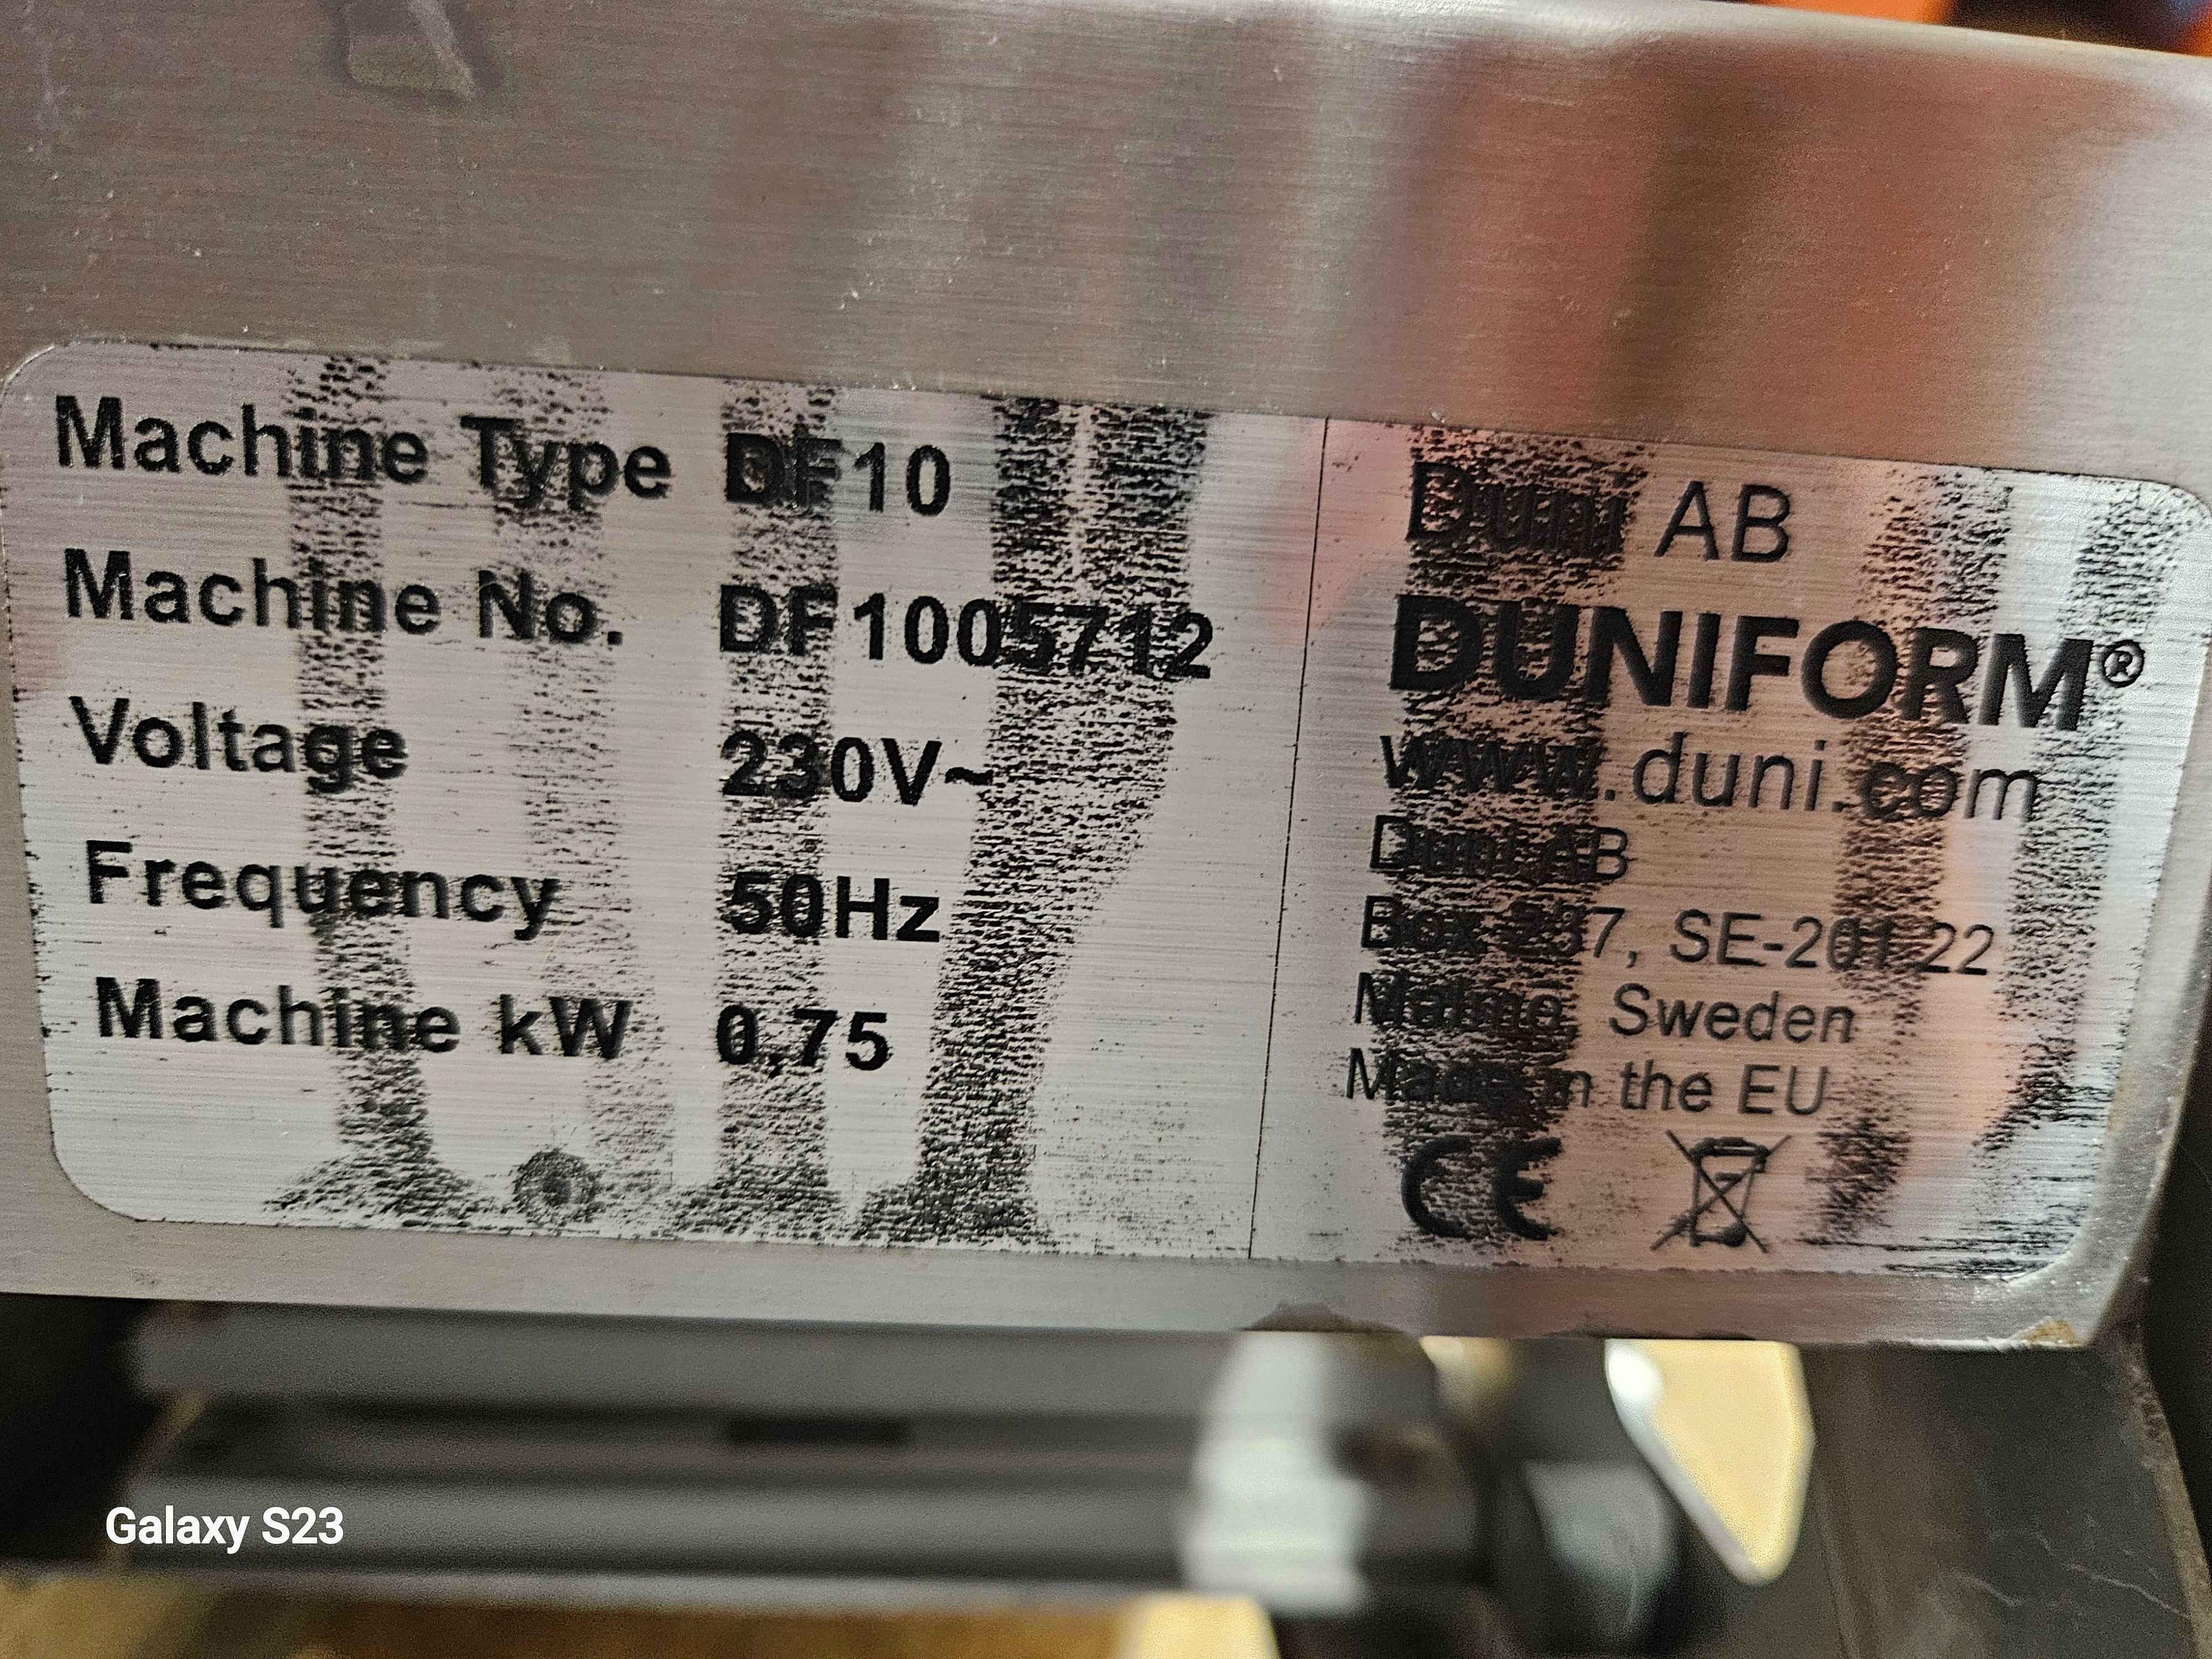 Machine Type DF10
Machine No. DF1005712
Voltage 230V~
Frequency 50Hz
Machine kW 0,75
Duni AB
DUNIFORM®
www.duni.com
Duni AB
Box 237, SE-201 22
Malmö, Sweden
Made in the EU
CE
Galaxy S23